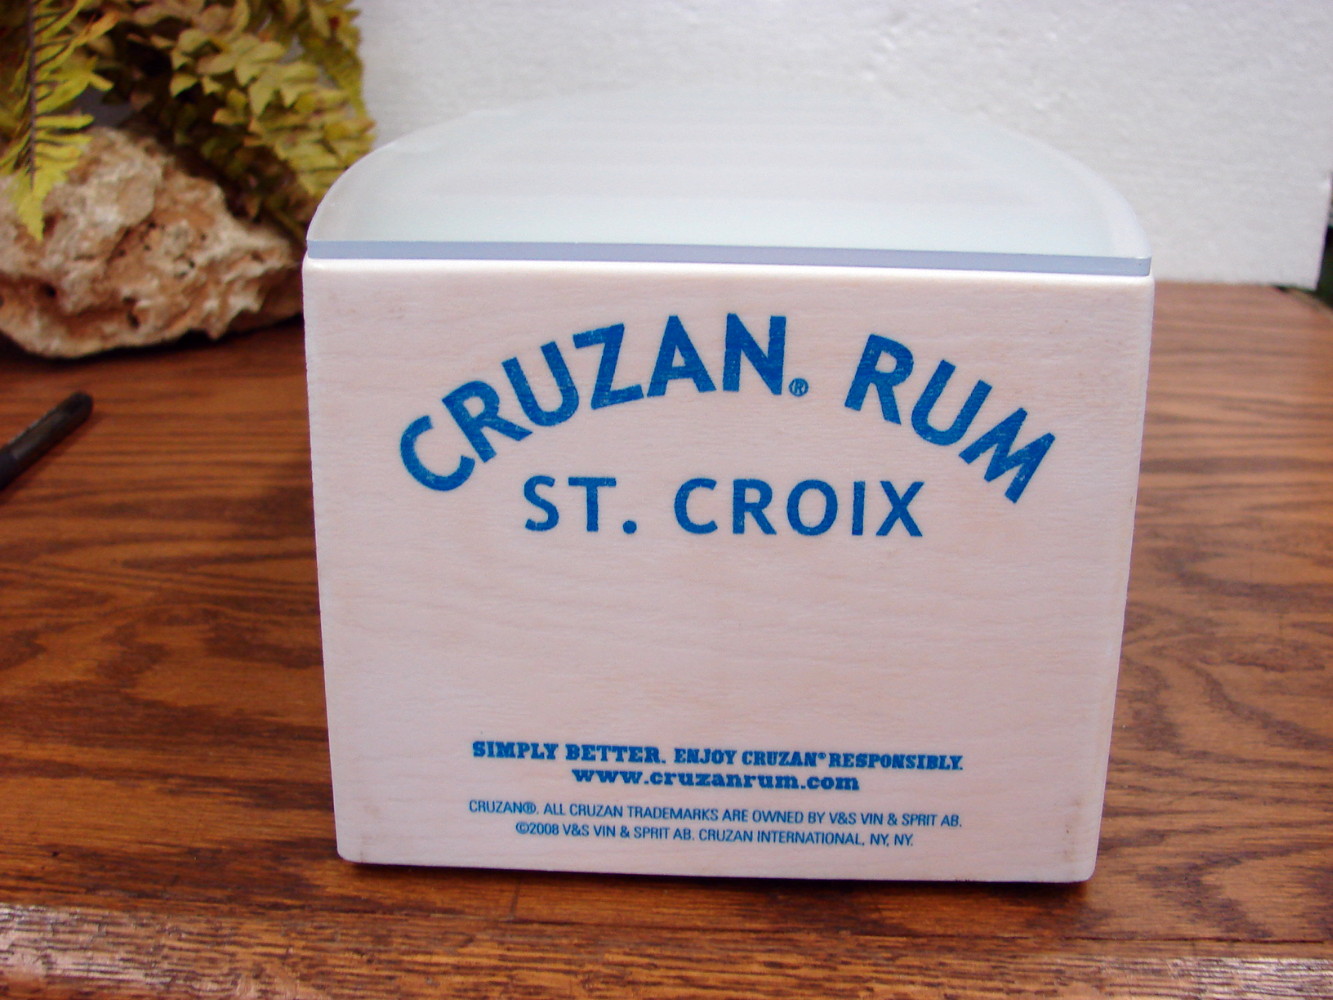 CRUZAN® RUM
ST. CROIX
SIMPLY BETTER. ENJOY CRUZAN® RESPONSIBLY.
www.cruzanrum.com
CRUZAN®. ALL CRUZAN TRADEMARKS ARE OWNED BY V&S VIN & SPRIT AB.
©2008 V&S VIN & SPRIT AB. CRUZAN INTERNATIONAL, NY, NY.